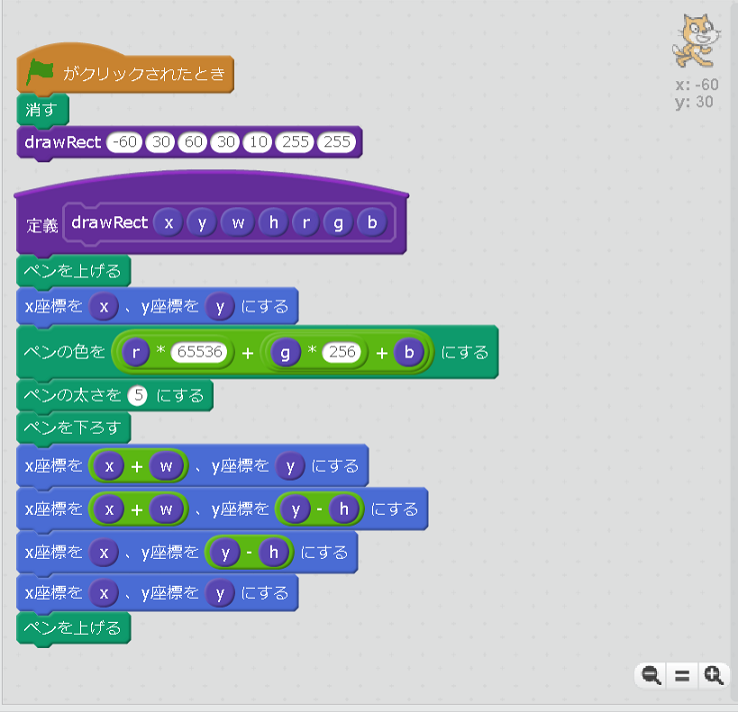 がクリックされたとき
x: -60
y: 30
消す
drawRect -60 30 60 30 10 255 255
定義 drawRect x y w h r g b
ペンを上げる
x座標を x 、y座標を y にする
ペンの色を r * 65536 + g * 256 + b にする
ペンの太さを 5 にする
ペンを下ろす
x座標を x + w 、y座標を y にする
x座標を x + w 、y座標を y - h にする
x座標を x 、y座標を y - h にする
x座標を x 、y座標を y にする
ペンを上げる